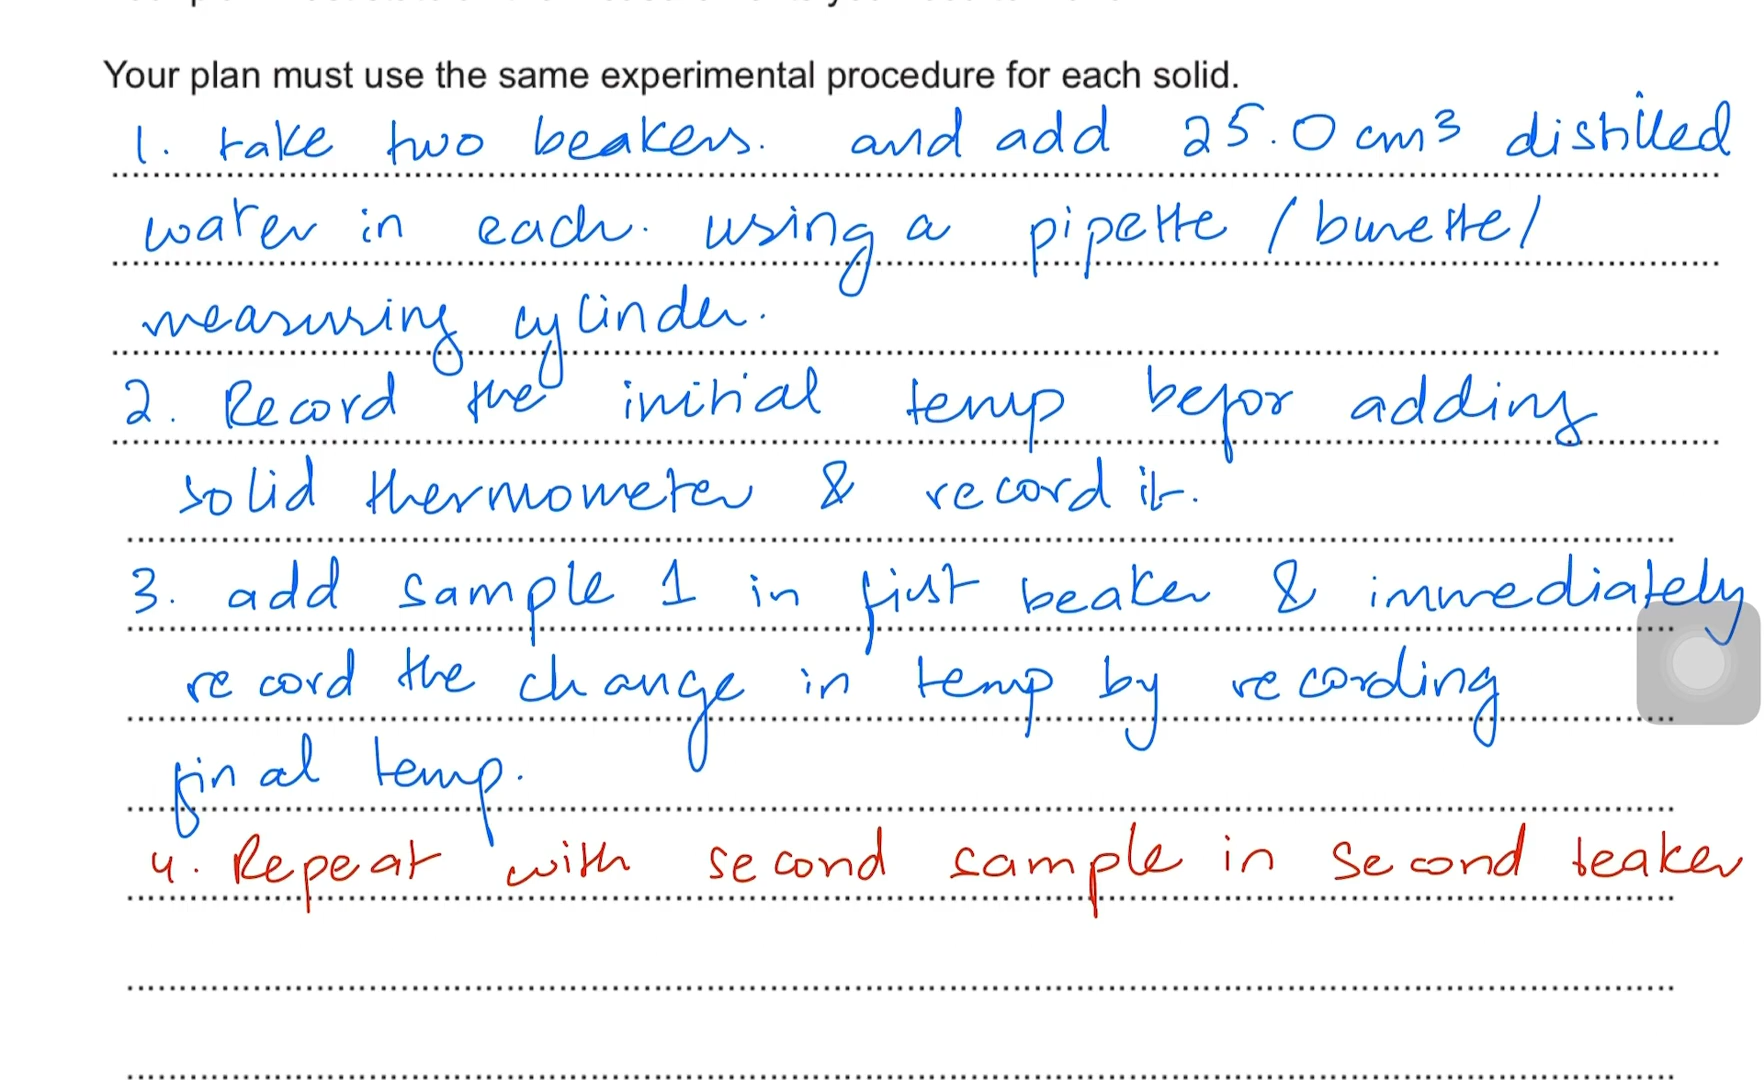 Your plan must use the same experimental procedure for each solid.
1. take two beakers. and add 25.0 cm3 distilled
water in each. using a pipette / burette /
measuring cylinder.
2. Record the initial temp befor adding
solid thermometer & record it.
3. add sample 1 in first beaker & immediately
record the change in temp by recording
final temp.
4. Repeat with second sample in second beaker